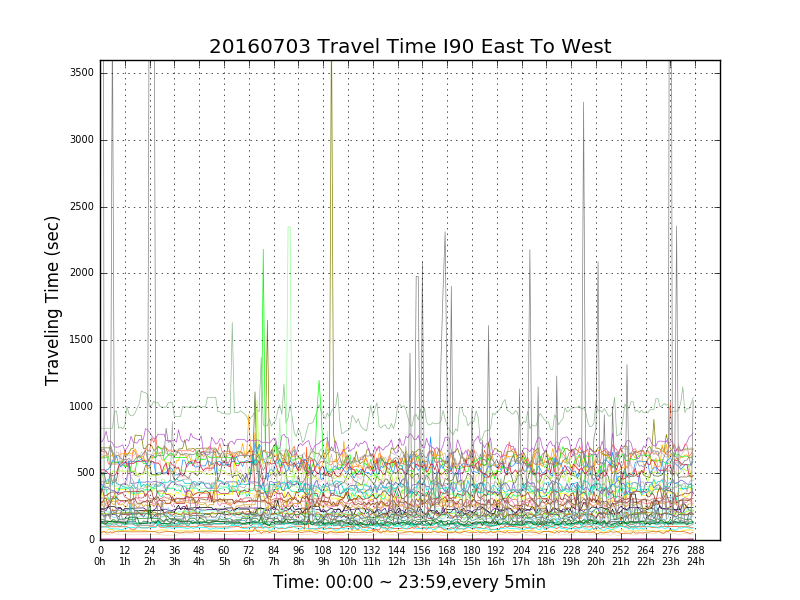 20160703 Travel Time I90 East To West
3500
3000
2500
2000
1500
1000
500
0
Traveling Time (sec)
0 12 24 36 48 60 72 84 96 108 120 132 144 156 168 180 192 204 216 228 240 252 264 276 288
0h 1h 2h 3h 4h 5h 6h 7h 8h 9h 10h 11h 12h 13h 14h 15h 16h 17h 18h 19h 20h 21h 22h 23h 24h
Time: 00:00 ~ 23:59,every 5min